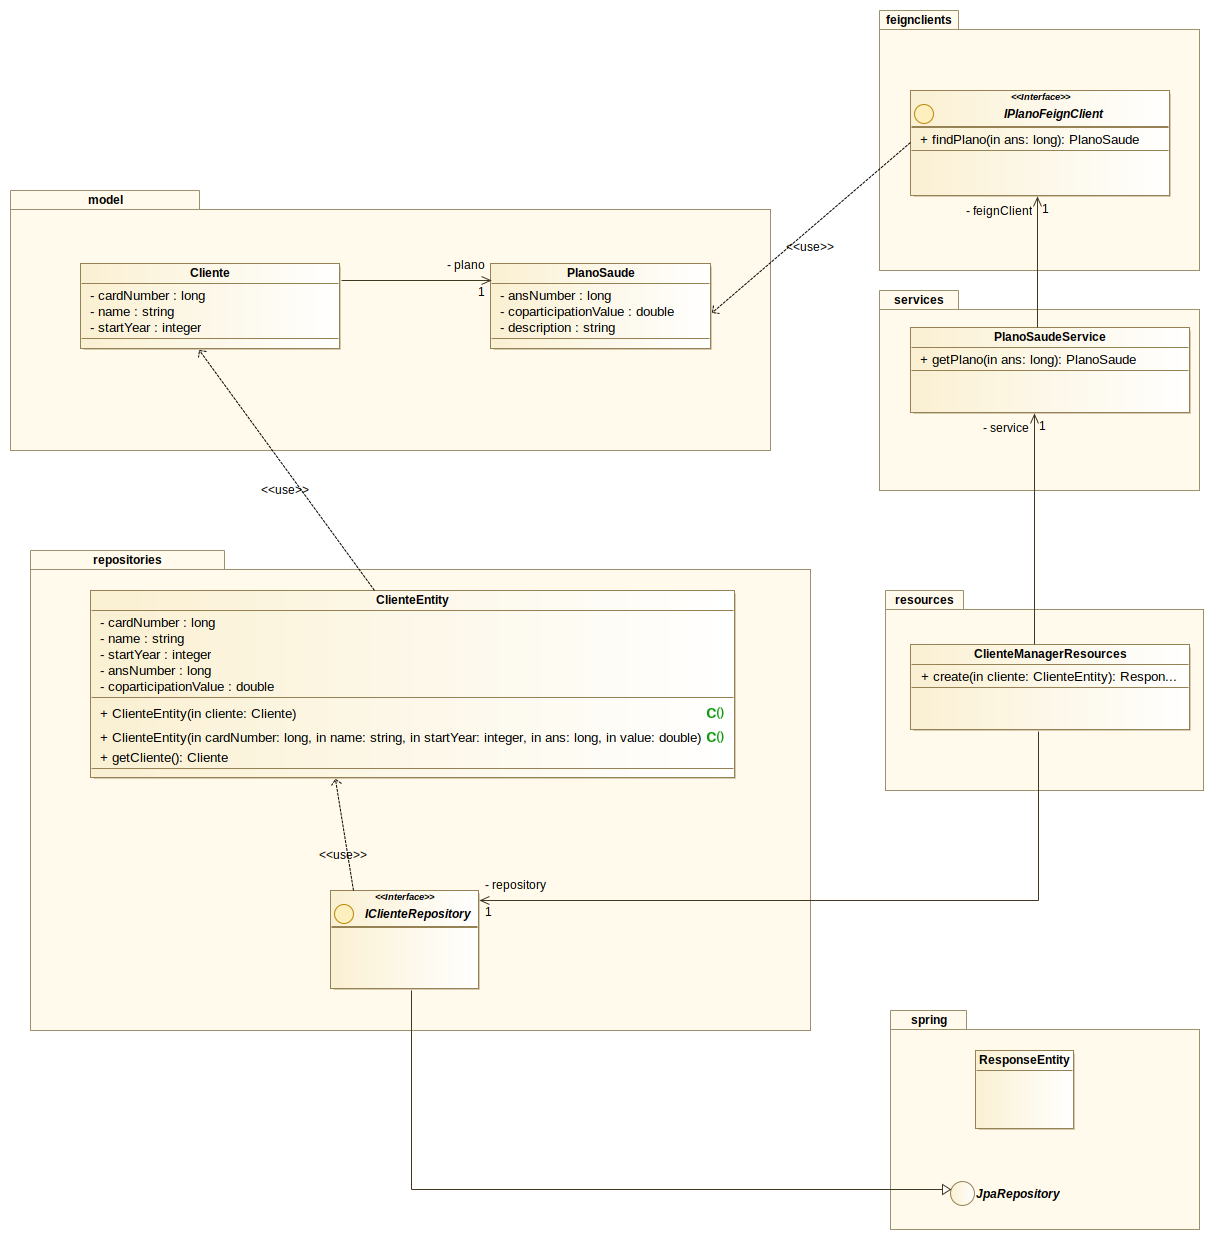 feignclients
<<Interface>>
IPlanoFeignClient
+ findPlano(in ans: long): PlanoSaude
- feignClient
1
<<use>>
model
Cliente
- cardNumber : long
- name : string
- startYear : integer
- plano
1
PlanoSaude
- ansNumber : long
- coparticipationValue : double
- description : string
services
PlanoSaudeService
+ getPlano(in ans: long): PlanoSaude
- service
1
<<use>>
repositories
ClienteEntity
- cardNumber : long
- name : string
- startYear : integer
- ansNumber : long
- coparticipationValue : double
+ ClienteEntity(in cliente: Cliente) C()
+ ClienteEntity(in cardNumber: long, in name: string, in startYear: integer, in ans: long, in value: double) C()
+ getCliente(): Cliente
resources
ClienteManagerResources
+ create(in cliente: ClienteEntity): Respon...
<<use>>
<<Interface>>
IClienteRepository
- repository
1
spring
ResponseEntity
JpaRepository